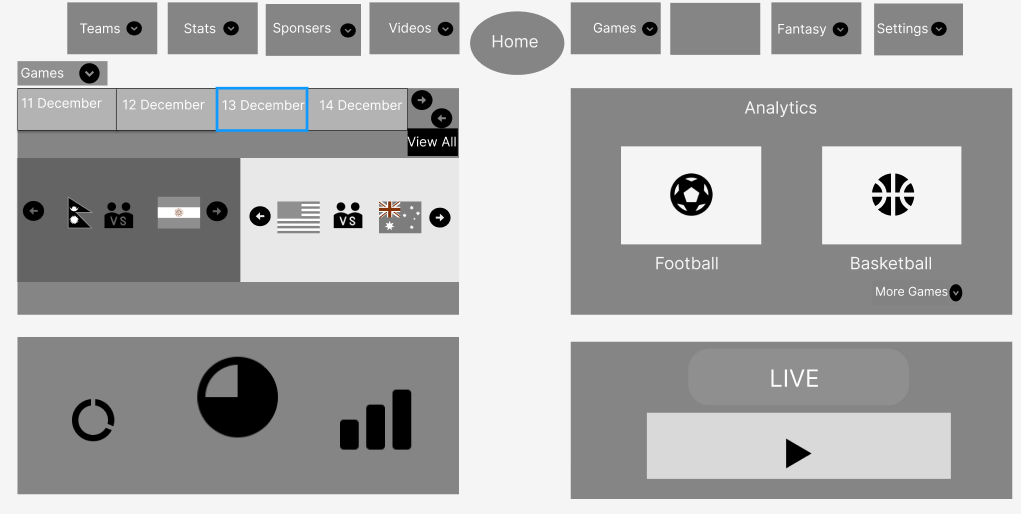 Teams
Stats
Sponsers
Videos
Home
Games
Fantasy
Settings
Games
11 December
12 December
13 December
14 December
View All
VS
VS
Analytics
Football
Basketball
More Games
LIVE